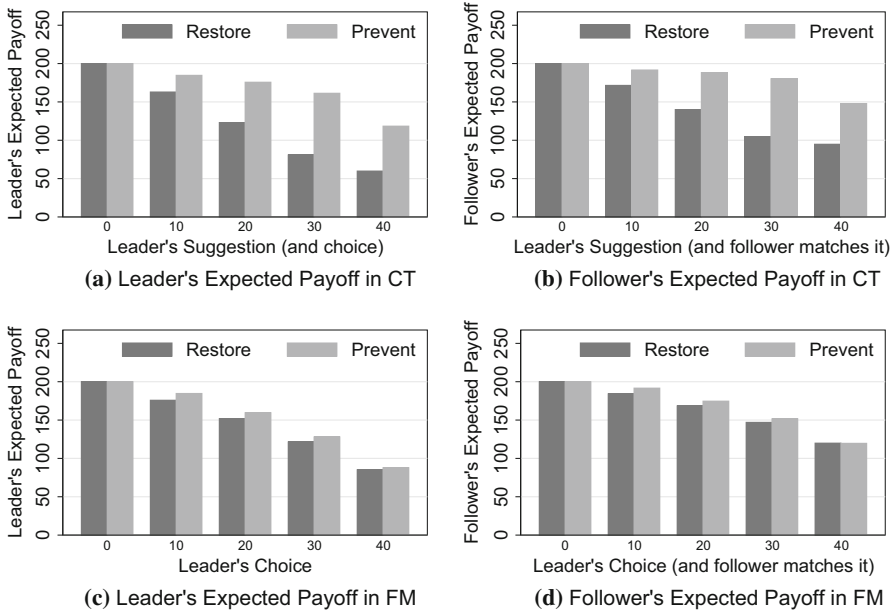 250
200
150
100
50
0
Leader's Expected Payoff
Restore Prevent
0 10 20 30 40
Leader's Suggestion (and choice)
(a) Leader's Expected Payoff in CT
250
200
150
100
50
0
Follower's Expected Payoff
Restore Prevent
0 10 20 30 40
Leader's Suggestion (and follower matches it)
(b) Follower's Expected Payoff in CT
250
200
150
100
50
0
Leader's Expected Payoff
Restore Prevent
0 10 20 30 40
Leader's Choice
(c) Leader's Expected Payoff in FM
250
200
150
100
50
0
Follower's Expected Payoff
Restore Prevent
0 10 20 30 40
Leader's Choice (and follower matches it)
(d) Follower's Expected Payoff in FM